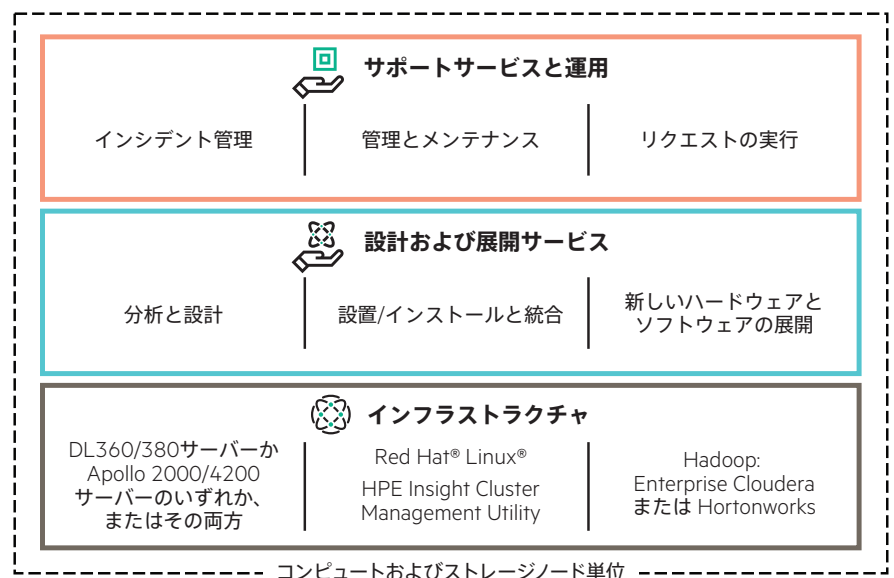 サポートサービスと運用
インシデント管理
管理とメンテナンス
リクエストの実行
設計および展開サービス
分析と設計
設置/インストールと統合
新しいハードウェアと
ソフトウェアの展開
インフラストラクチャ
DL360/380サーバーか
Apollo 2000/4200
サーバーのいずれか、
またはその両方
Red Hat® Linux®
HPE Insight Cluster
Management Utility
Hadoop:
Enterprise Cloudera
または Hortonworks
コンピュートおよびストレージノード単位